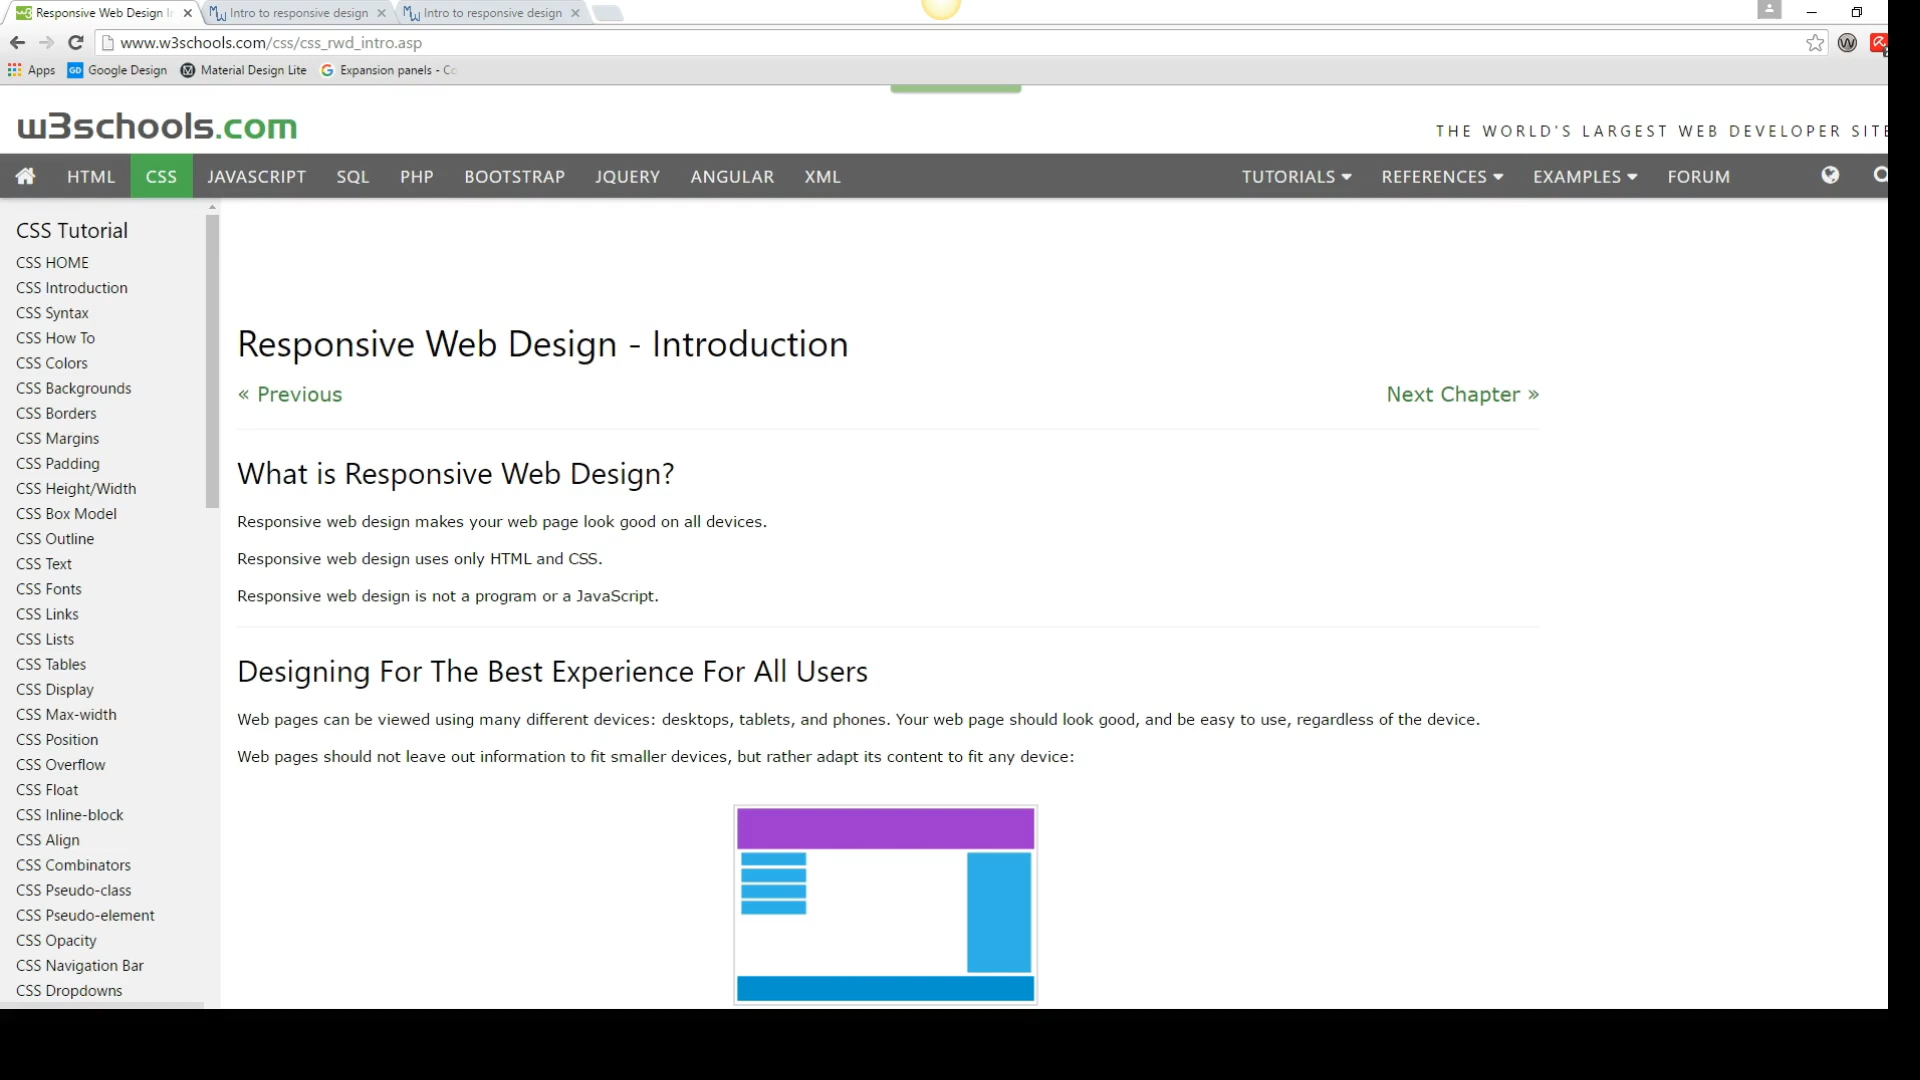 Responsive Web Design I
Intro to responsive design
Intro to responsive design
www.w3schools.com/css/css_rwd_intro.asp
Apps
Google Design
Material Design Lite
Expansion panels - Co
w3schools.com
THE WORLD'S LARGEST WEB DEVELOPER SITE
HTML CSS JAVASCRIPT SQL PHP BOOTSTRAP JQUERY ANGULAR XML TUTORIALS REFERENCES EXAMPLES FORUM
CSS Tutorial
CSS HOME
CSS Introduction
CSS Syntax
CSS How To
CSS Colors
CSS Backgrounds
CSS Borders
CSS Margins
CSS Padding
CSS Height/Width
CSS Box Model
CSS Outline
CSS Text
CSS Fonts
CSS Links
CSS Lists
CSS Tables
CSS Display
CSS Max-width
CSS Position
CSS Overflow
CSS Float
CSS Inline-block
CSS Align
CSS Combinators
CSS Pseudo-class
CSS Pseudo-element
CSS Opacity
CSS Navigation Bar
CSS Dropdowns
Responsive Web Design - Introduction
« Previous
Next Chapter »
What is Responsive Web Design?
Responsive web design makes your web page look good on all devices.
Responsive web design uses only HTML and CSS.
Responsive web design is not a program or a JavaScript.
Designing For The Best Experience For All Users
Web pages can be viewed using many different devices: desktops, tablets, and phones. Your web page should look good, and be easy to use, regardless of the device.
Web pages should not leave out information to fit smaller devices, but rather adapt its content to fit any device: